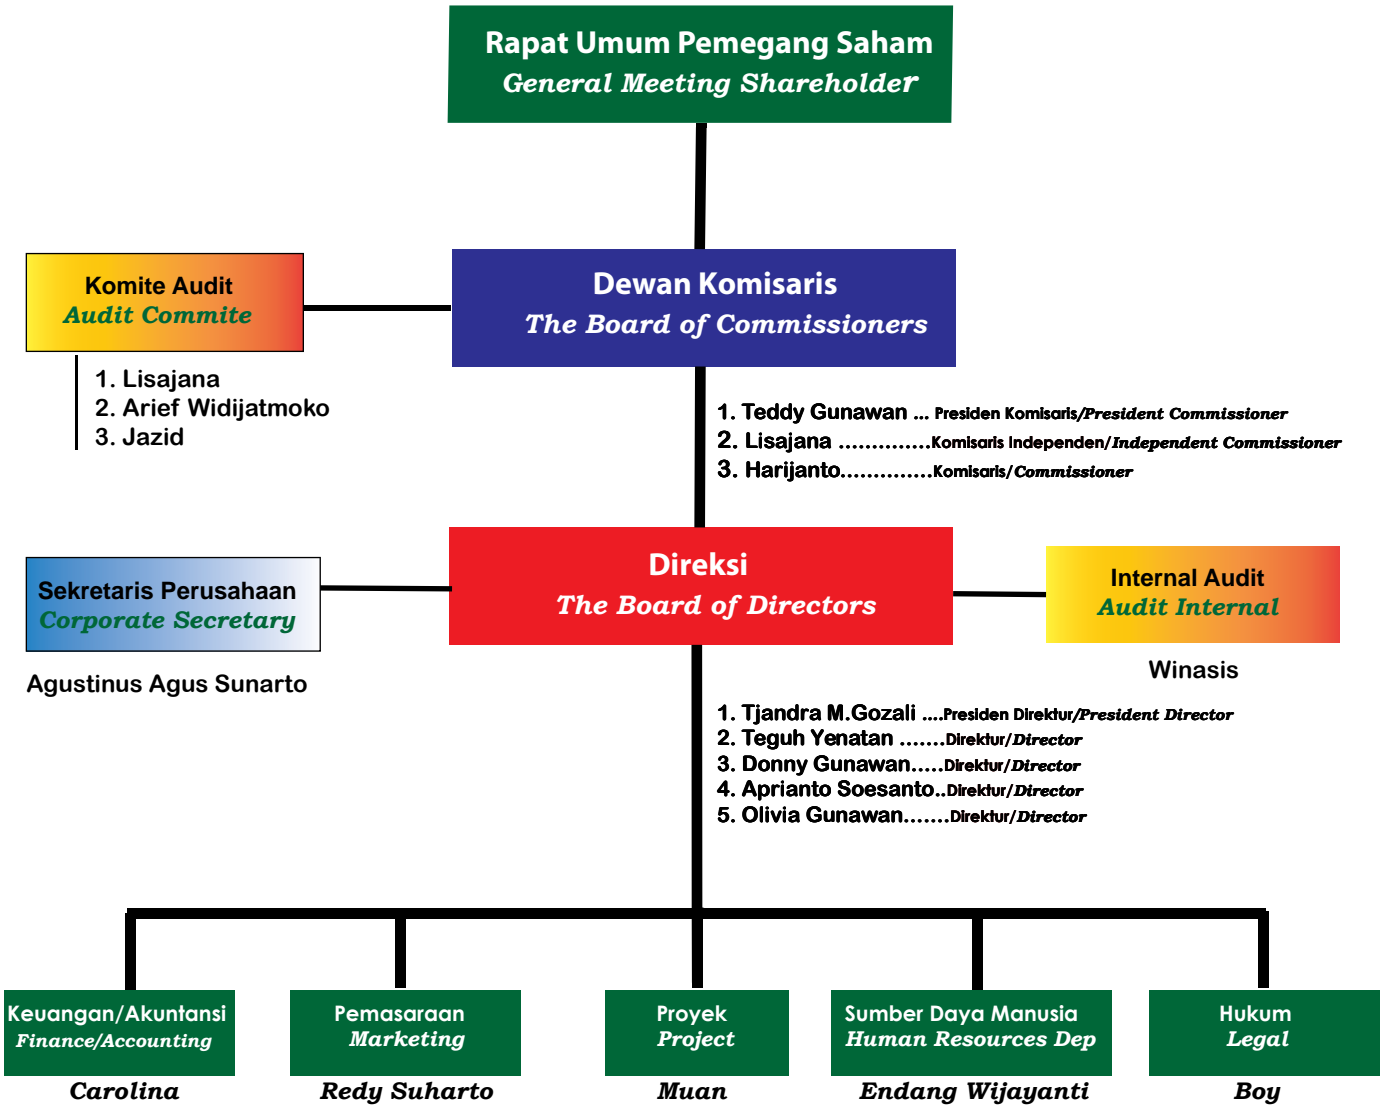 Rapat Umum Pemegang Saham
General Meeting Shareholder
Komite Audit
Audit Commite
1. Lisajana
2. Arief Widijatmoko
3. Jazid
Dewan Komisaris
The Board of Commissioners
1. Teddy Gunawan ... Presiden Komisaris/President Commissioner
2. Lisajana .............Komisaris Independen/Independent Commissioner
3. Harijanto.............Komisaris/Commissioner
Sekretaris Perusahaan
Corporate Secretary
Agustinus Agus Sunarto
Direksi
The Board of Directors
Internal Audit
Audit Internal
Winasis
1. Tjandra M.Gozali ....Presiden Direktur/President Director
2. Teguh Yenatan .......Direktur/Director
3. Donny Gunawan.....Direktur/Director
4. Aprianto Soesanto..Direktur/Director
5. Olivia Gunawan.......Direktur/Director
Keuangan/Akuntansi
Finance/Accounting
Carolina
Pemasaraan
Marketing
Redy Suharto
Proyek
Project
Muan
Sumber Daya Manusia
Human Resources Dep
Endang Wijayanti
Hukum
Legal
Boy